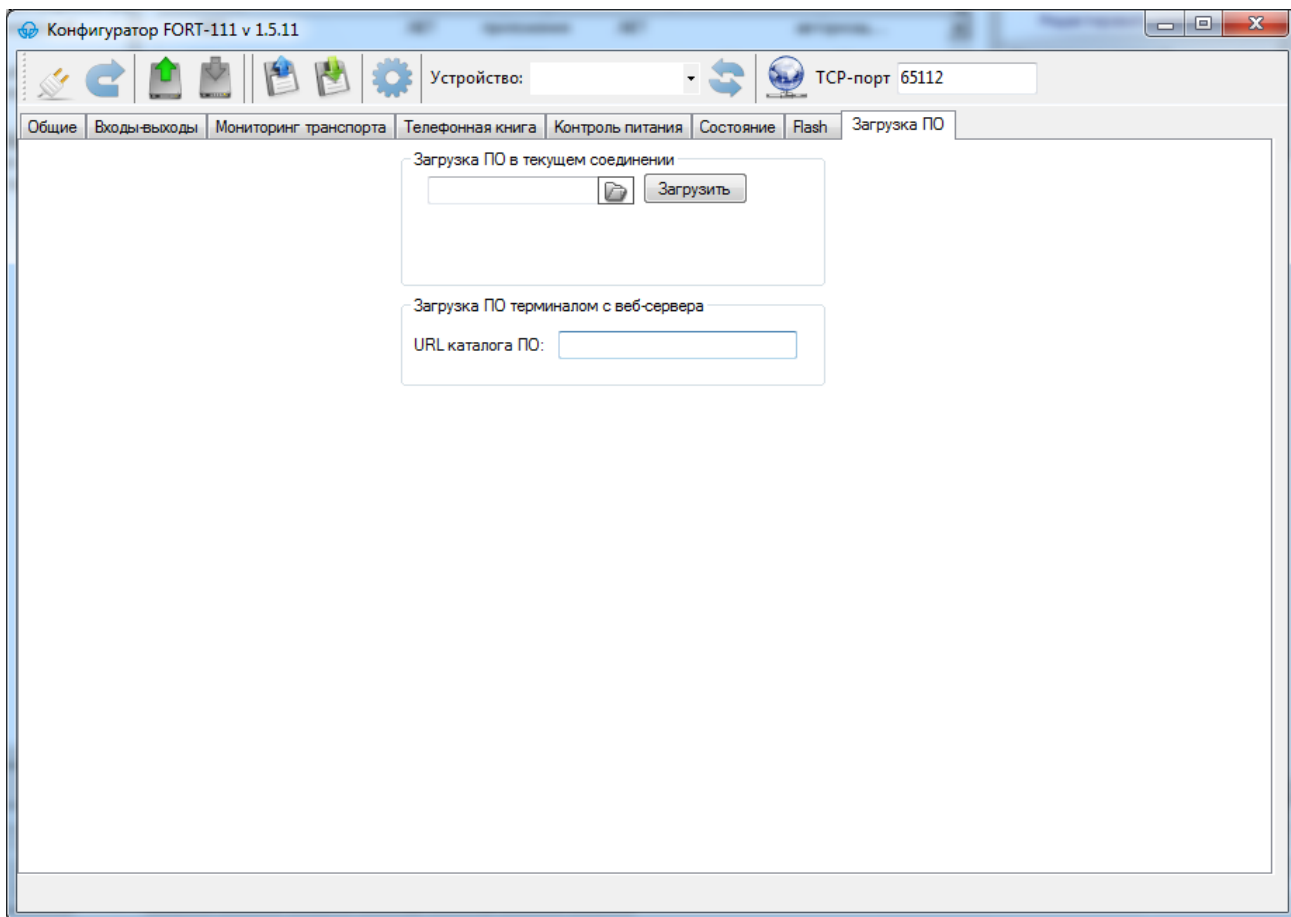 Конфигуратор FORT-111 v 1.5.11
Устройство: TCP-порт 65112
Общие Входы-выходы Мониторинг транспорта Телефонная книга Контроль питания Состояние Flash Загрузка ПО
Загрузка ПО в текущем соединении
Загрузить
Загрузка ПО терминалом с веб-сервера
URL каталога ПО: